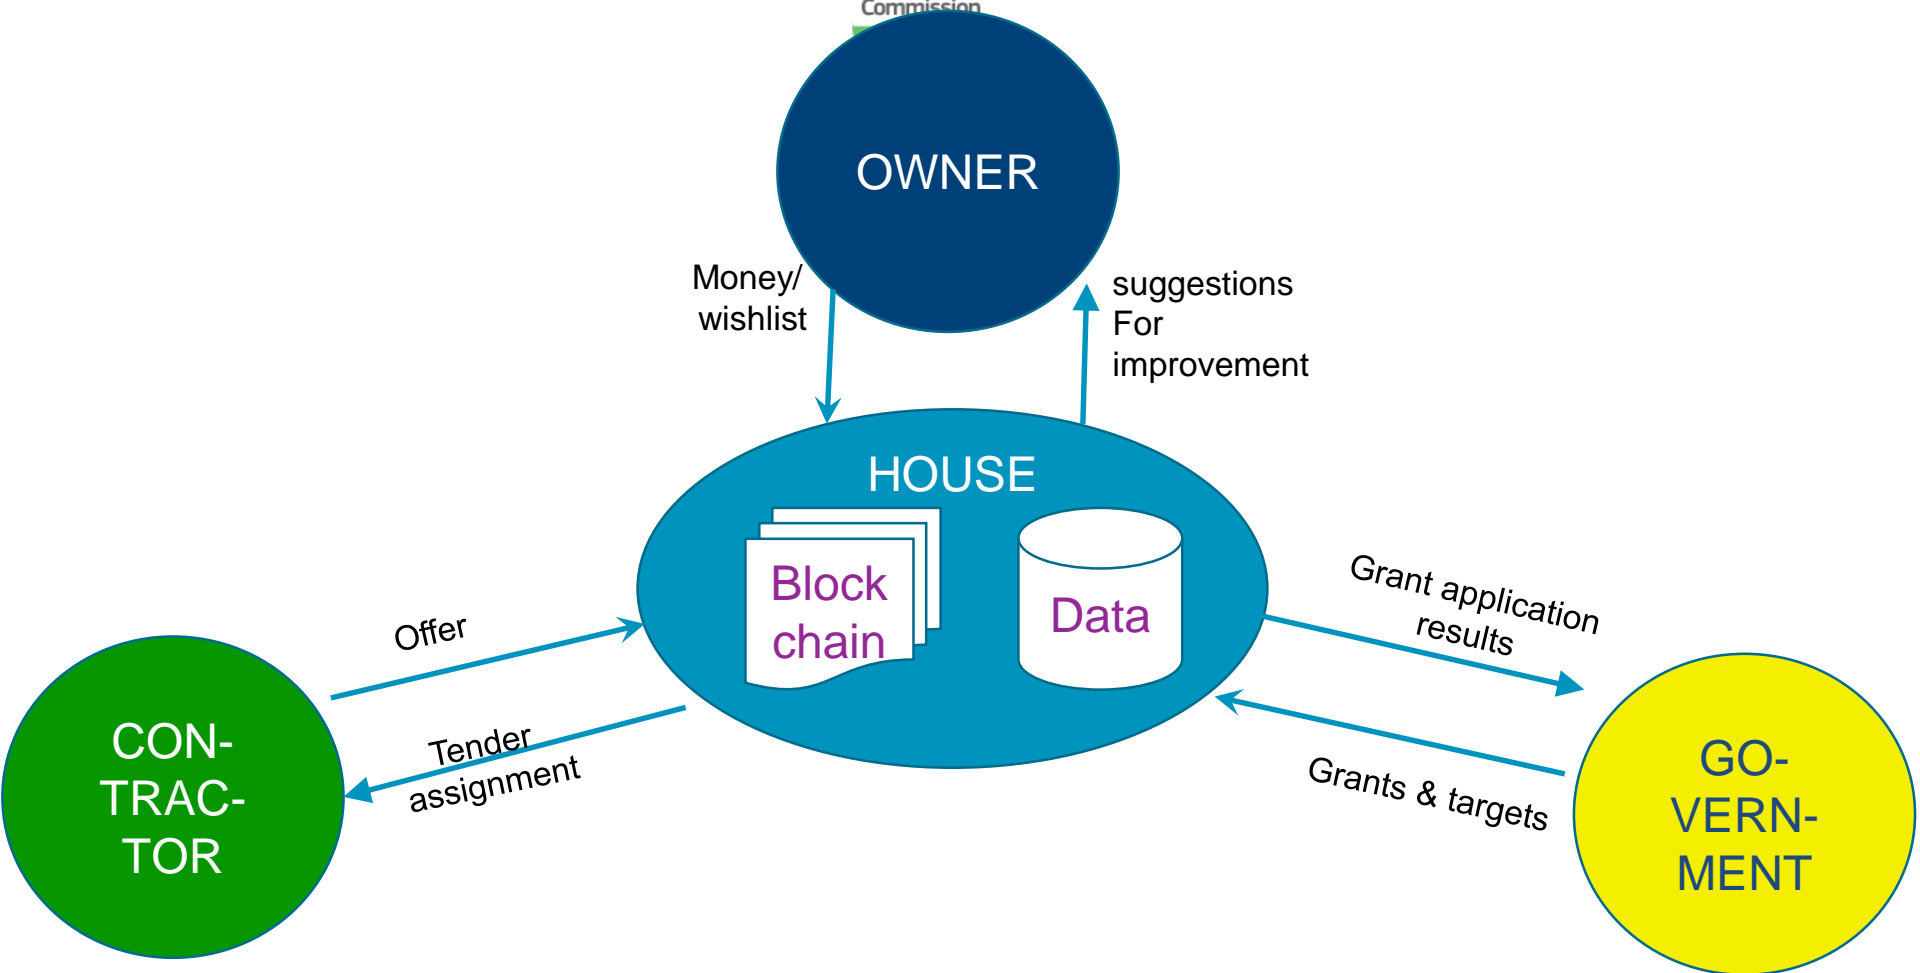 Commission
OWNER
Money/
wishlist
suggestions
For
improvement
HOUSE
Block
chain
Data
Offer
Tender
assignment
Grant application
results
Grants & targets
CON-
TRAC-
TOR
GO-
VERN-
MENT